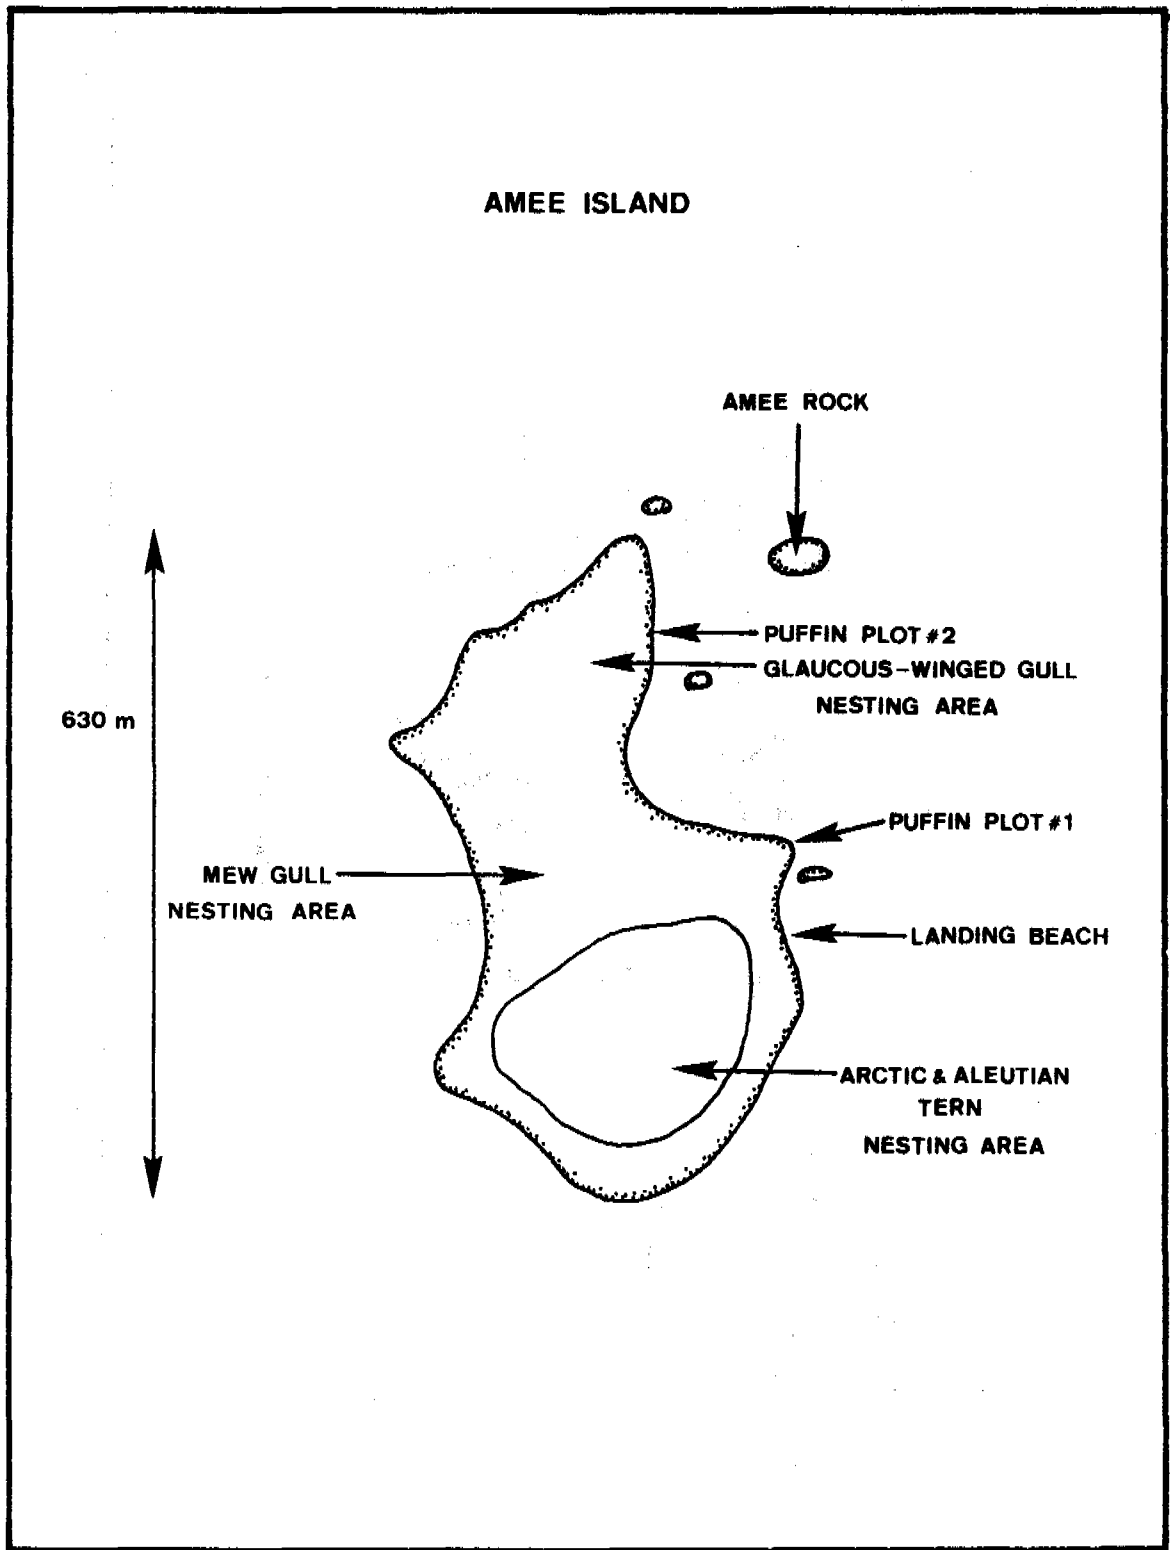 AMEE ISLAND
AMEE ROCK
PUFFIN PLOT #2
GLAUCOUS-WINGED GULL
NESTING AREA
630 m
PUFFIN PLOT #1
MEW GULL
NESTING AREA
LANDING BEACH
ARCTIC & ALEUTIAN
TERN
NESTING AREA